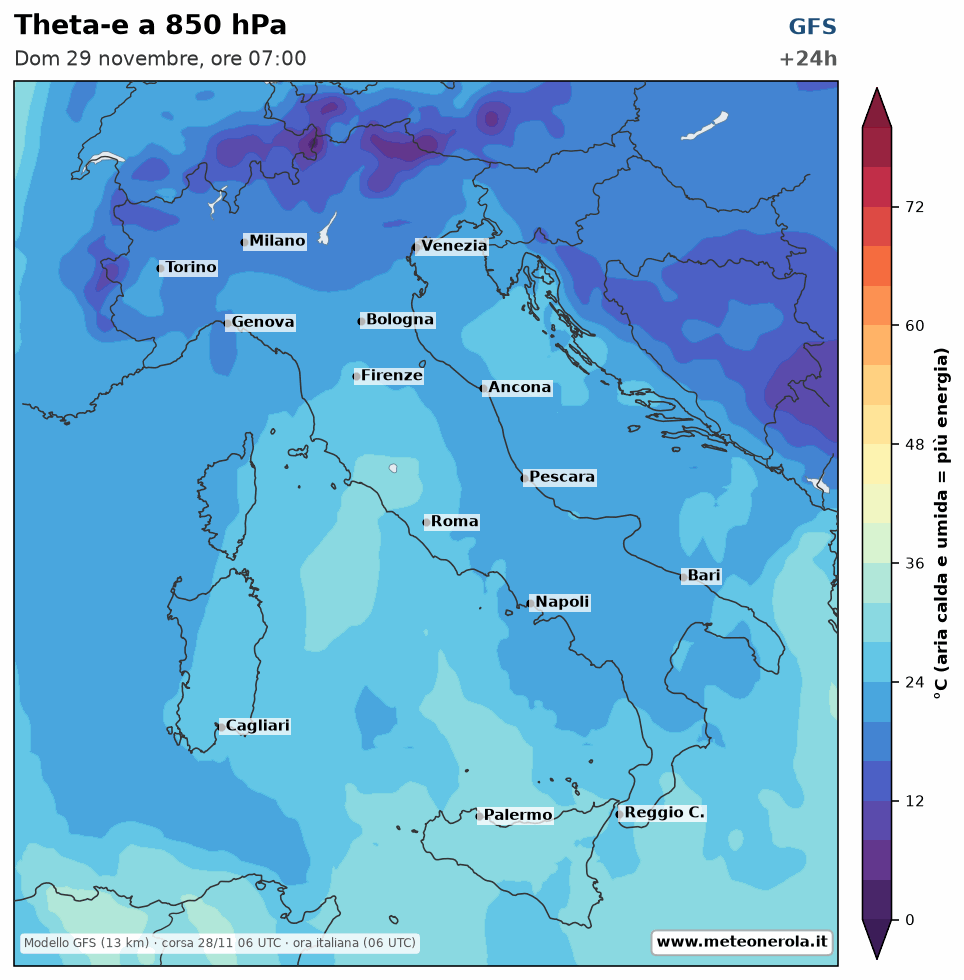 Theta-e a 850 hPa
GFS
Dom 29 novembre, ore 07:00
+24h
Milano
Venezia
Torino
Genova
Bologna
Firenze
Ancona
Pescara
Roma
Bari
Napoli
Cagliari
Palermo
Reggio C.
72
60
48
36
24
12
0
°C (aria calda e umida = più energia)
Modello GFS (13 km) · corsa 28/11 06 UTC · ora italiana (06 UTC)
www.meteonerola.it